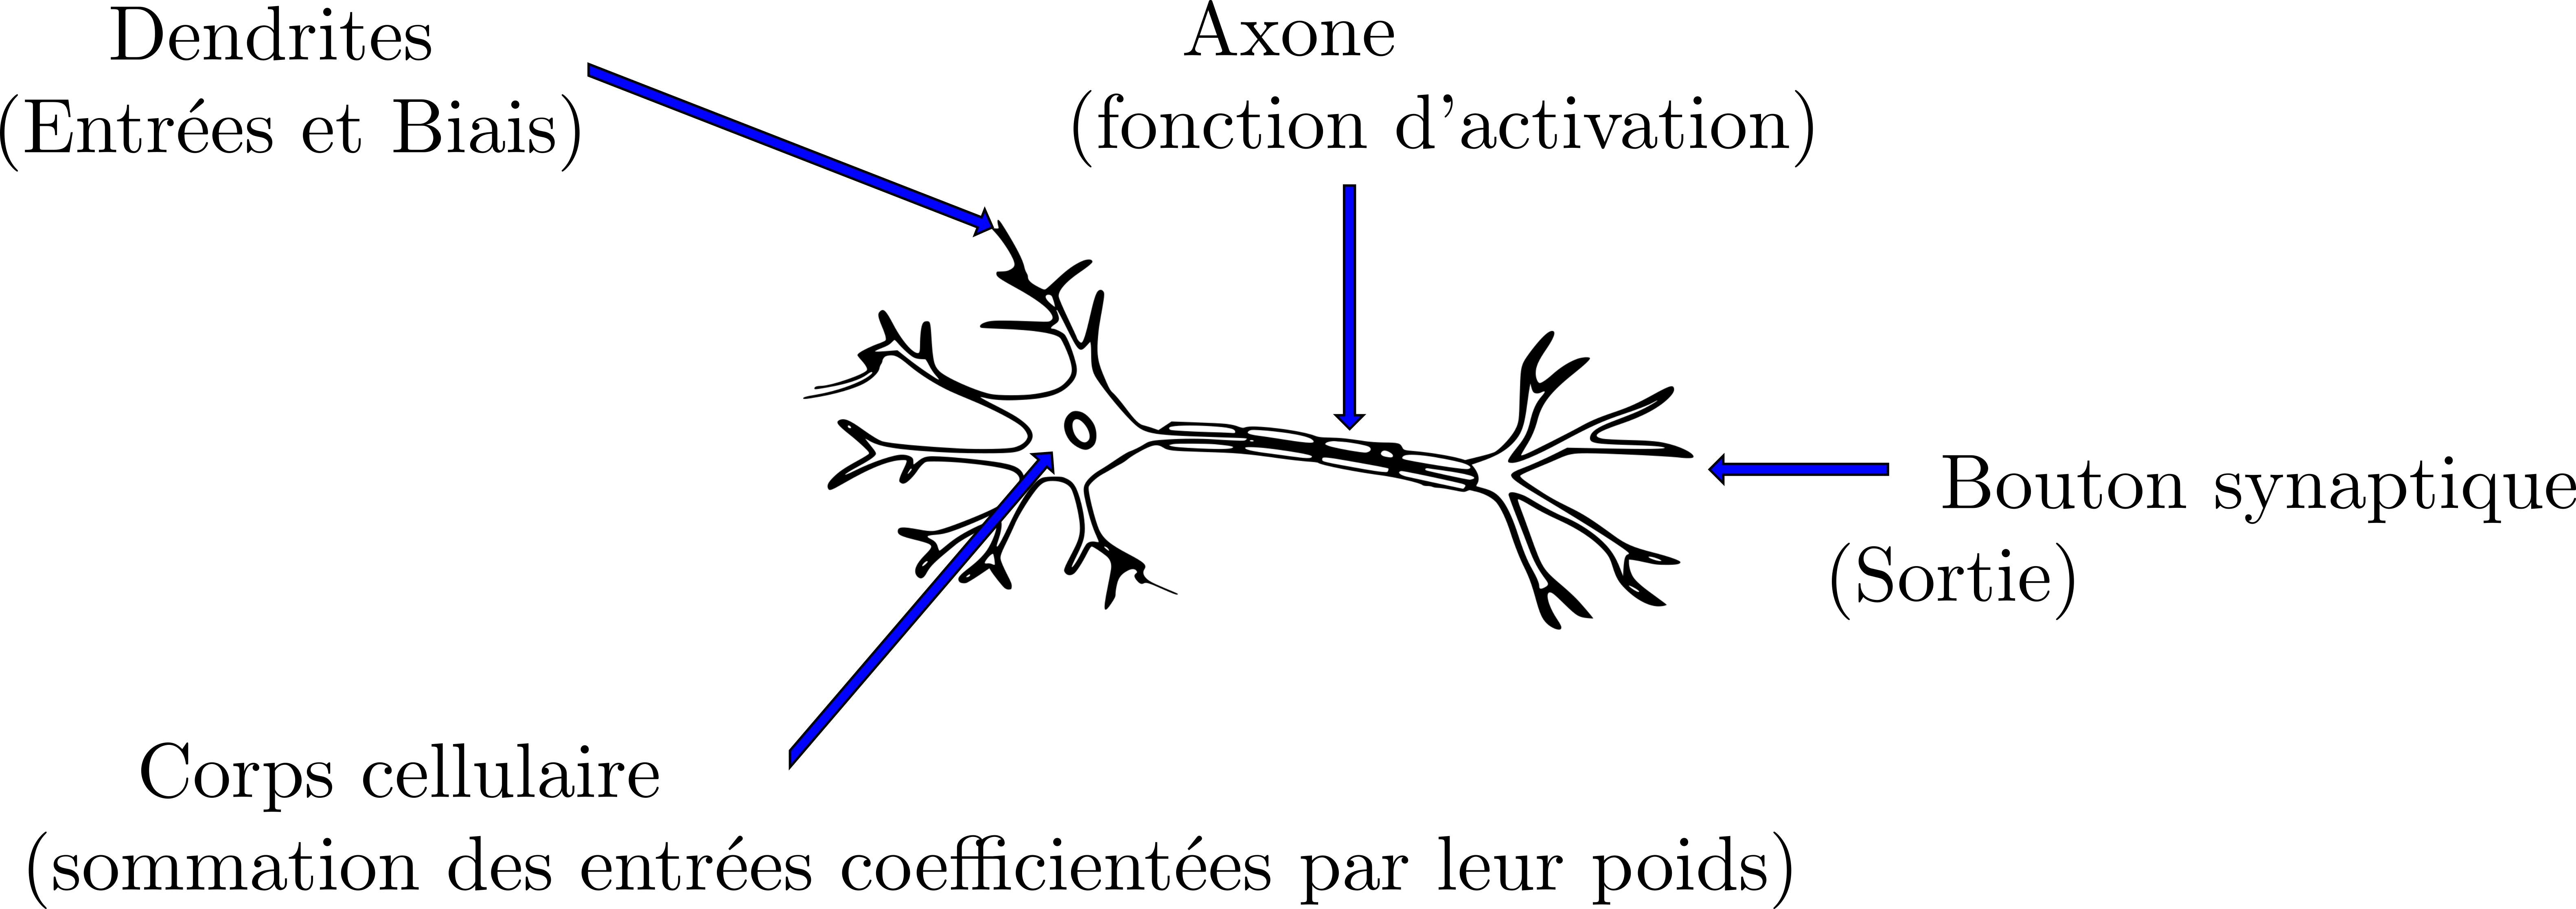 Dendrites
(Entrées et Biais)
Axone
(fonction d'activation)
Bouton synaptique
(Sortie)
Corps cellulaire
(sommation des entrées coefficientées par leur poids)